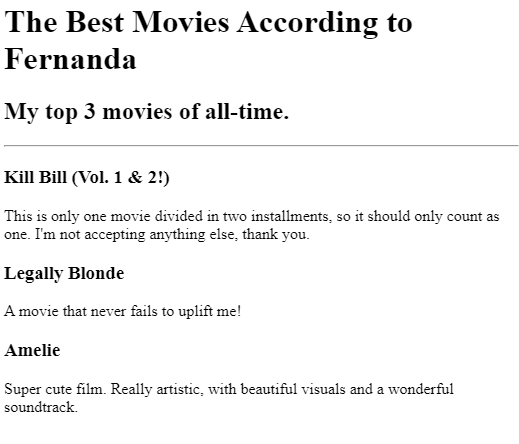 The Best Movies According to
Fernanda
My top 3 movies of all-time.
Kill Bill (Vol. 1 & 2!)
This is only one movie divided in two installments, so it should only count as
one. I'm not accepting anything else, thank you.
Legally Blonde
A movie that never fails to uplift me!
Amelie
Super cute film. Really artistic, with beautiful visuals and a wonderful
soundtrack.